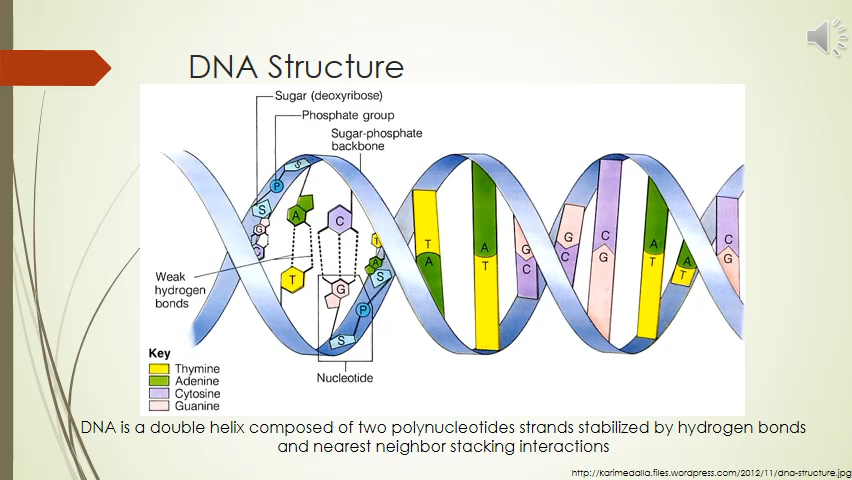 DNA Structure
Sugar (deoxyribose)
Phosphate group
Sugar-phosphate
backbone
S
P
S
G
C
A
C
T
A
T
G
S
P
S
T
A
A
T
G
C
G
C
C
G
A
T
A
T
C
G
Weak
hydrogen
bonds
Nucleotide
Key
Thymine
Adenine
Cytosine
Guanine
DNA is a double helix composed of two polynucleotides strands stabilized by hydrogen bonds
and nearest neighbor stacking interactions
http://karimedalla.files.wordpress.com/2012/11/dna-structure.jpg